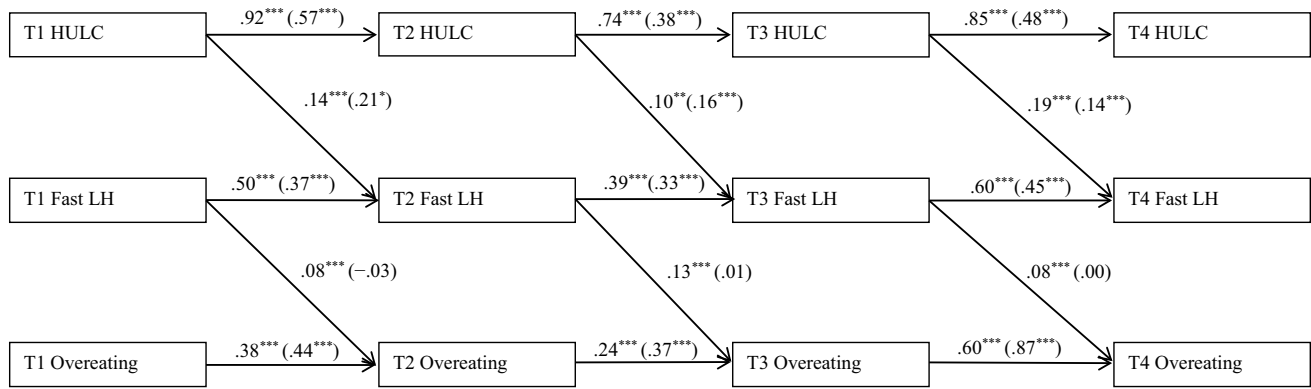 .92***(.57***) .74***(.38***) .85***(.48***)
T1 HULC T2 HULC T3 HULC T4 HULC
.14***(.21*) .10**(.16***) .19***(.14***)
.50***(.37***) .39***(.33***) .60***(.45***)
T1 Fast LH T2 Fast LH T3 Fast LH T4 Fast LH
.08***(−.03) .13***(.01) .08***(.00)
.38***(.44***) .24***(.37***) .60***(.87***)
T1 Overeating T2 Overeating T3 Overeating T4 Overeating